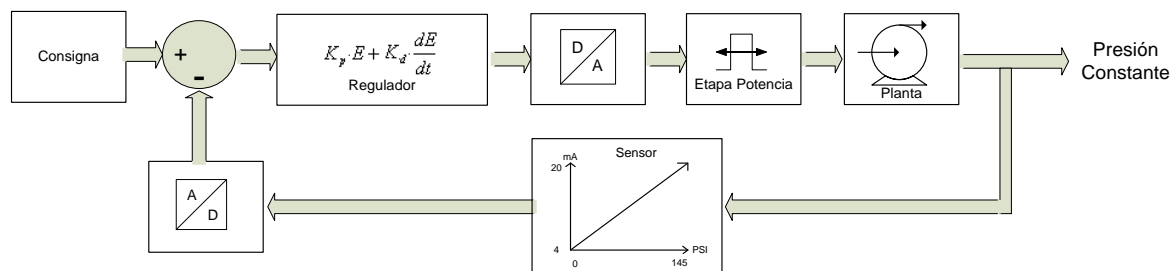 Consigna
+
-
K_p·E + K_d·dE/dt
Regulador
D
A
Etapa Potencia
Planta
Presión
Constante
A
D
Sensor
mA
20
4
0
145
PSI